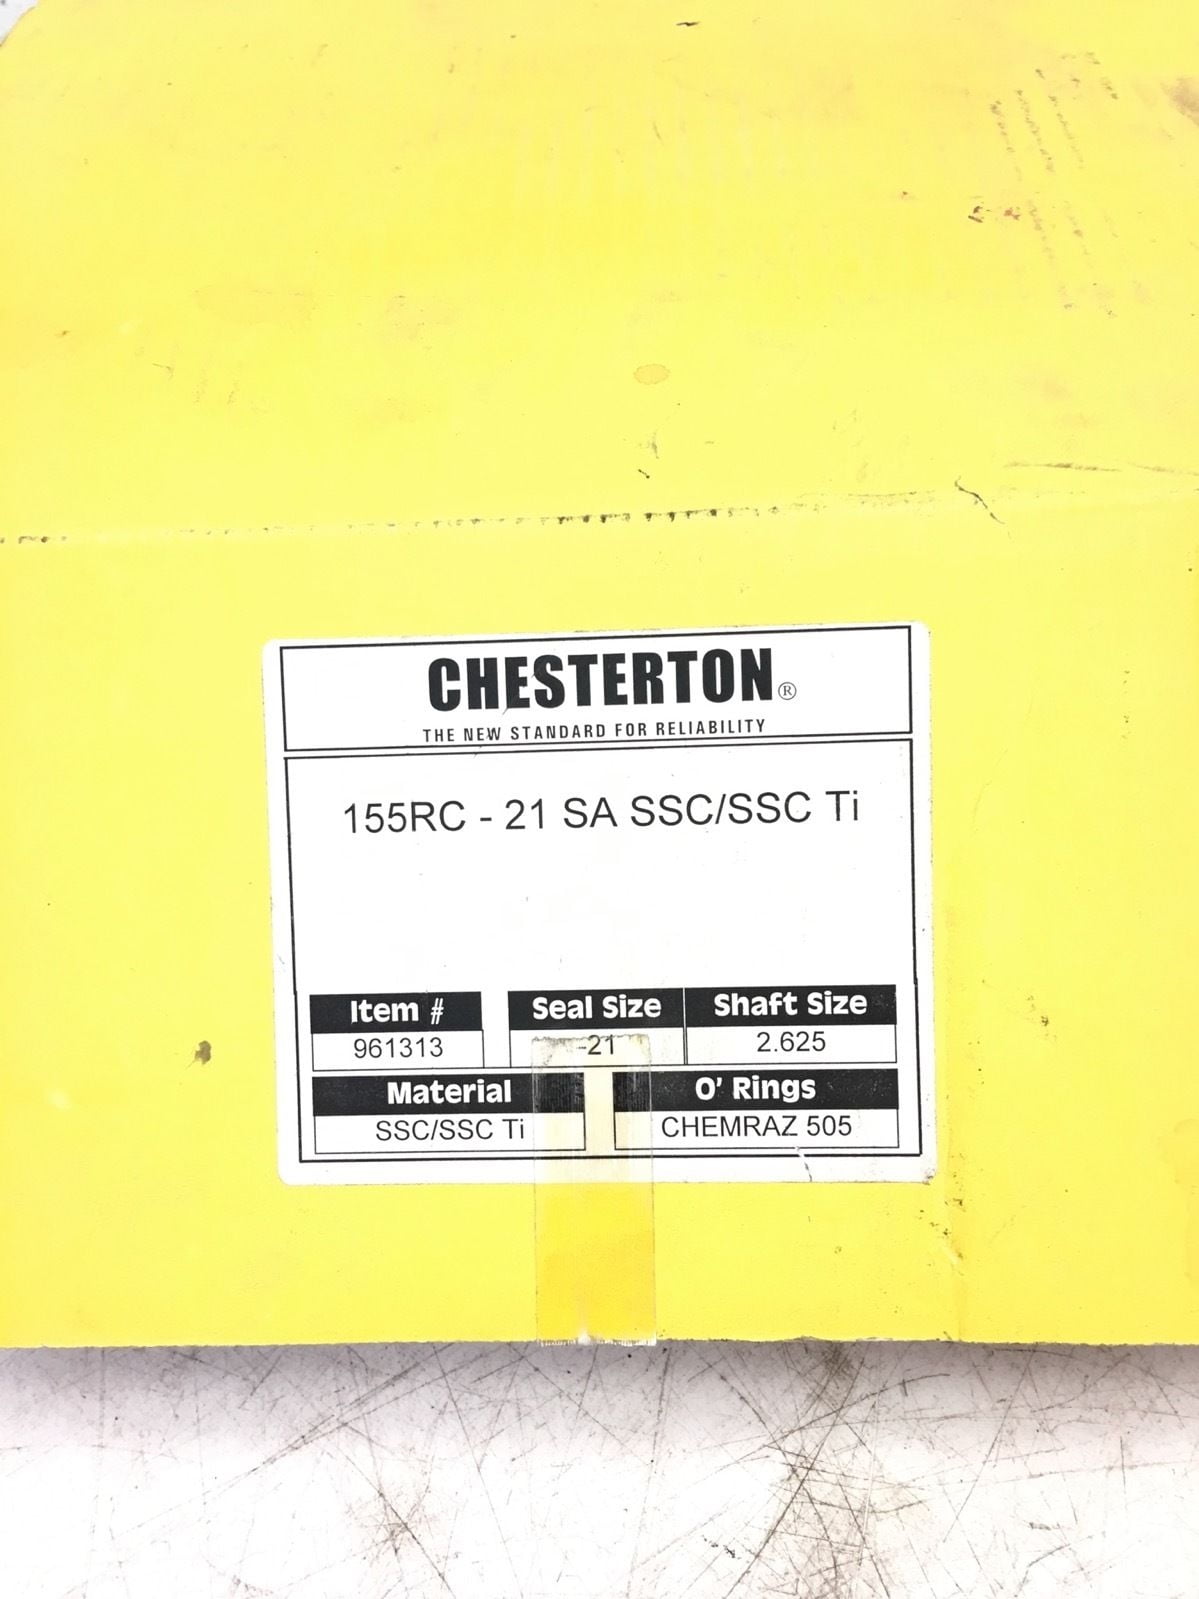 CHESTERTON®
THE NEW STANDARD FOR RELIABILITY
155RC - 21 SA SSC/SSC Ti
Item # Seal Size Shaft Size
961313 -21 2.625
Material O' Rings
SSC/SSC Ti CHEMRAZ 505